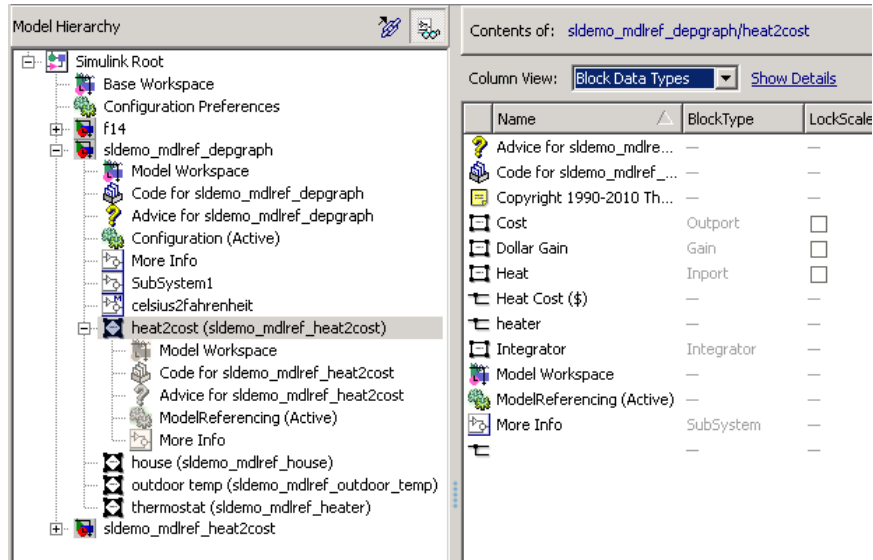 Model Hierarchy
Simulink Root
Base Workspace
Configuration Preferences
f14
sldemo_mdlref_depgraph
Model Workspace
Code for sldemo_mdlref_depgraph
Advice for sldemo_mdlref_depgraph
Configuration (Active)
More Info
SubSystem1
celsius2fahrenheit
heat2cost (sldemo_mdlref_heat2cost)
Model Workspace
Code for sldemo_mdlref_heat2cost
Advice for sldemo_mdlref_heat2cost
ModelReferencing (Active)
More Info
house (sldemo_mdlref_house)
outdoor temp (sldemo_mdlref_outdoor_temp)
thermostat (sldemo_mdlref_heater)
sldemo_mdlref_heat2cost
Contents of: sldemo_mdlref_depgraph/heat2cost
Column View: Block Data Types Show Details
Name BlockType LockScale
Advice for sldemo_mdlre... — —
Code for sldemo_mdlref_... — —
Copyright 1990-2010 Th... — —
Cost Outport
Dollar Gain Gain
Heat Inport
Heat Cost ($) — —
heater — —
Integrator Integrator —
Model Workspace — —
ModelReferencing (Active) — —
More Info SubSystem —
— —